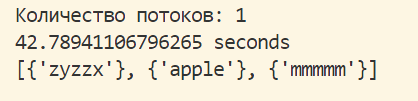 Количество потоков: 1
42.78941106796265 seconds
[{'zyzzx'}, {'apple'}, {'mmmmm'}]